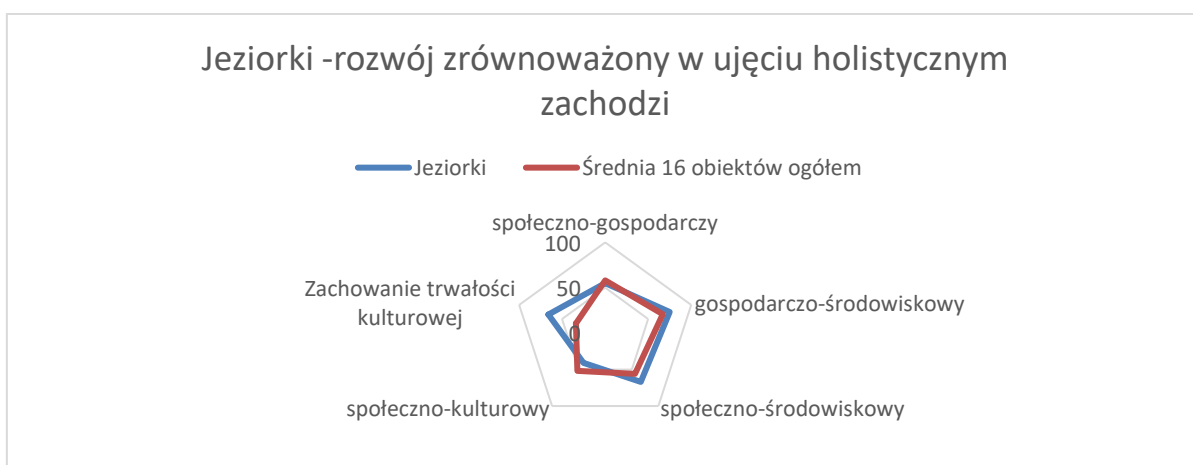 Jeziorki -rozwój zrównoważony w ujęciu holistycznym
zachodzi
Jeziorki
Średnia 16 obiektów ogółem
społeczno-gospodarczy
100
50
0
gospodarczo-środowiskowy
społeczno-środowiskowy
społeczno-kulturowy
Zachowanie trwałości
kulturowej